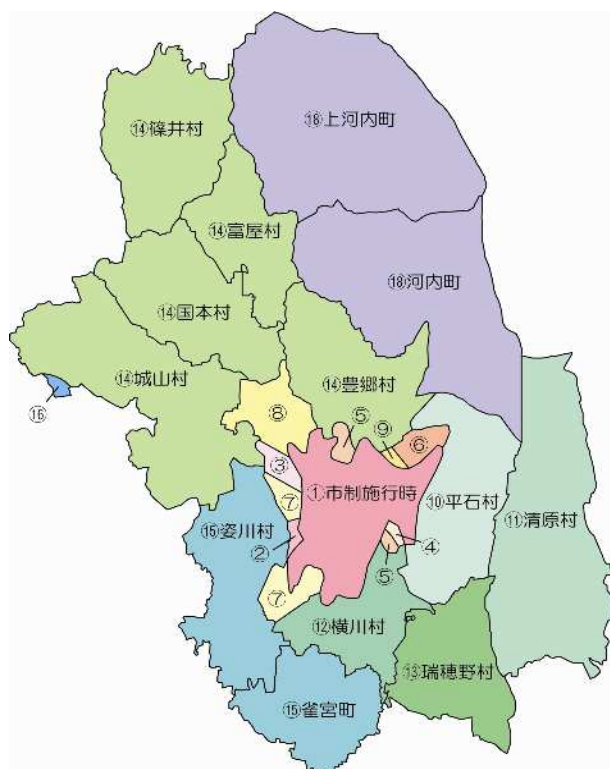 ⑱上河内町
⑭篠井村
⑭富屋村
⑱河内町
⑭国本村
⑭城山村
⑭豊郷村
⑯
⑧
⑤
⑨
⑥
③
①市制施行時
⑦
⑩平石村
⑪清原村
⑮姿川村
②
④
⑤
⑦
⑫横川村
⑬瑞穂野村
⑮雀宮町